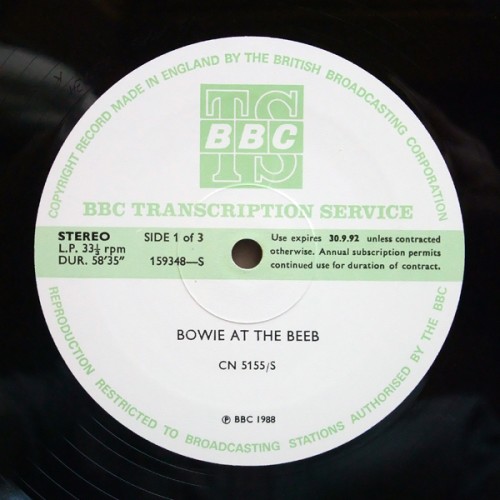 COPYRIGHT RECORD MADE IN ENGLAND BY THE BRITISH BROADCASTING CORPORATION
TS
BBC
BBC TRANSCRIPTION SERVICE
STEREO
L.P. 33⅓ rpm
DUR. 58'35"
SIDE 1 of 3
159348—S
Use expires 30.9.92 unless contracted
otherwise. Annual subscription permits
continued use for duration of contract.
BOWIE AT THE BEEB
CN 5155/S
℗ BBC 1988
REPRODUCTION RESTRICTED TO BROADCASTING STATIONS AUTHORISED BY THE BBC